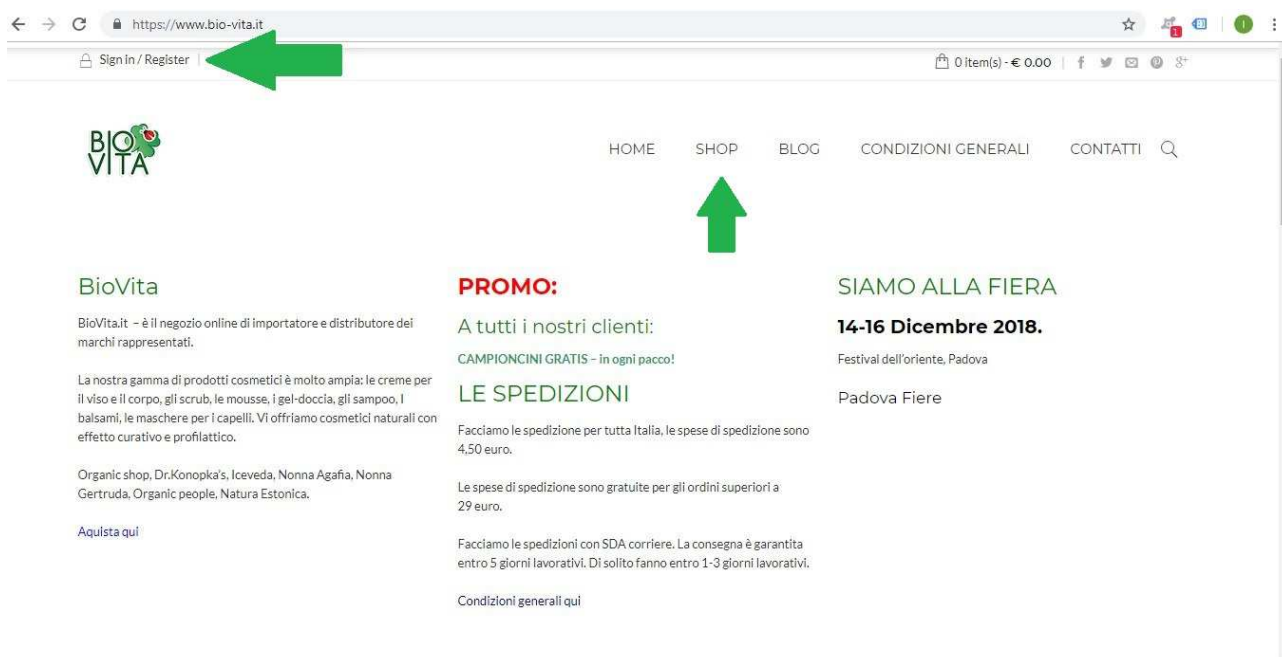 https://www.bio-vita.it
1
I
Sign in / Register
0 item(s) - € 0.00
BIO
VITA
HOME SHOP BLOG CONDIZIONI GENERALI CONTATTI
BioVita
BioVita.it – è il negozio online di importatore e distributore dei
marchi rappresentati.
La nostra gamma di prodotti cosmetici è molto ampia: le creme per
il viso e il corpo, gli scrub, le mousse, i gel-doccia, gli sampoo, I
balsami, le maschere per i capelli. Vi offriamo cosmetici naturali con
effetto curativo e profilattico.
Organic shop, Dr.Konopka's, Iceveda, Nonna Agafia, Nonna
Gertruda, Organic people, Natura Estonica.
Aquista qui
PROMO:
A tutti i nostri clienti:
CAMPIONCINI GRATIS – in ogni pacco!
LE SPEDIZIONI
Facciamo le spedizione per tutta Italia, le spese di spedizione sono
4,50 euro.
Le spese di spedizione sono gratuite per gli ordini superiori a
29 euro.
Facciamo le spedizioni con SDA corriere. La consegna è garantita
entro 5 giorni lavorativi. Di solito fanno entro 1-3 giorni lavorativi.
Condizioni generali qui
SIAMO ALLA FIERA
14-16 Dicembre 2018.
Festival dell'oriente, Padova
Padova Fiere